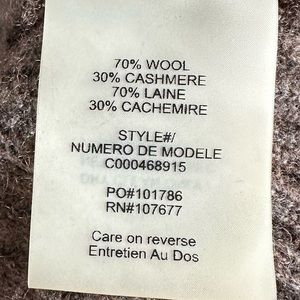 70% WOOL
30% CASHMERE
70% LAINE
30% CACHEMIRE
STYLE#/
NUMERO DE MODELE
C000468915
PO#101786
RN#107677
Care on reverse
Entretien Au Dos